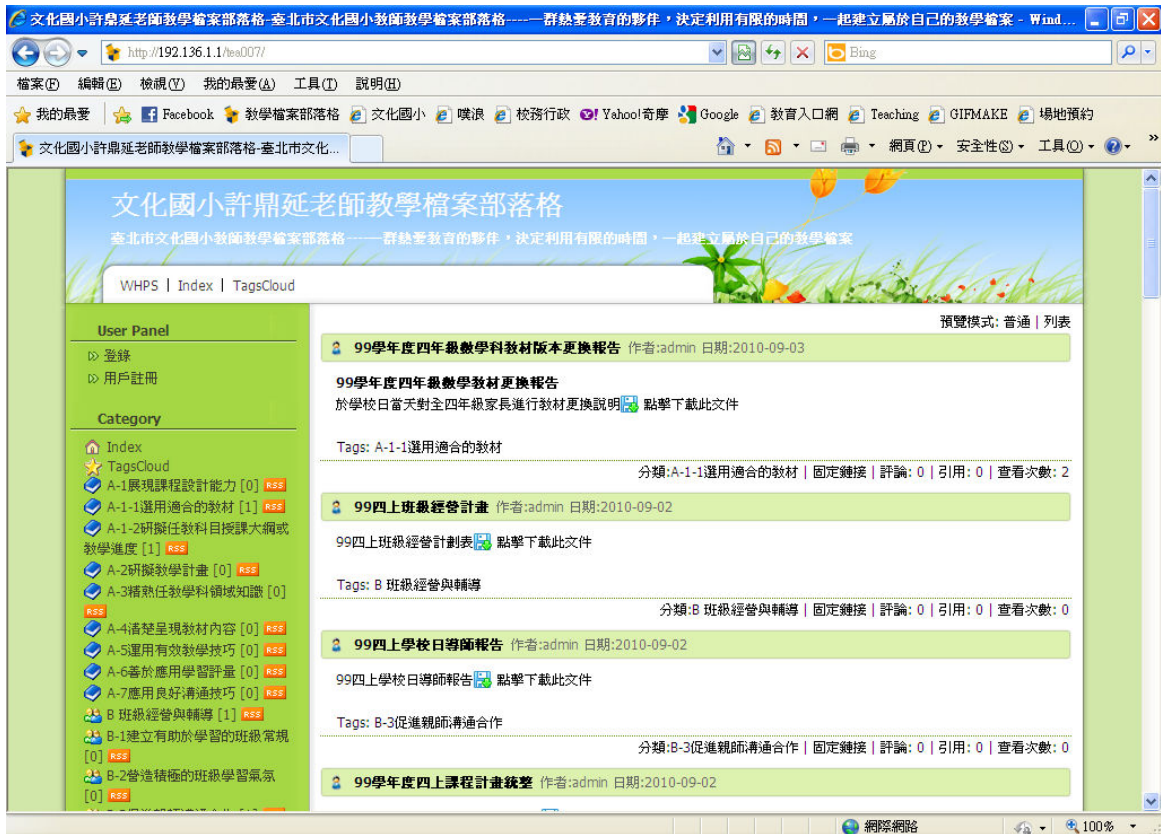 文化國小許鼎延老師教學檔案部落格-臺北市文化國小教師教學檔案部落格----一群熱愛教育的夥伴，決定利用有限的時間，一起建立屬於自己的教學檔案 - Wind...
http://192.136.1.1/tea007/
Bing
檔案(F) 編輯(E) 檢視(V) 我的最愛(A) 工具(T) 說明(H)
我的最愛 Facebook 教學檔案部落格 文化國小 噗浪 校務行政 Yahoo!奇摩 Google 教育入口網 Teaching GIFMAKE 場地預約
文化國小許鼎延老師教學檔案部落格-臺北市文化... 網頁(P) 安全性(S) 工具(O)
文化國小許鼎延老師教學檔案部落格
臺北市文化國小教師教學檔案部落格----一群熱愛教育的夥伴，決定利用有限的時間，一起建立屬於自己的教學檔案
WHPS | Index | TagsCloud
User Panel
登錄
用戶註冊
Category
Index
TagsCloud
A-1展現課程設計能力 [0] RSS
A-1-1選用適合的教材 [1] RSS
A-1-2研擬任教科目授課大綱或
教學進度 [1] RSS
A-2研擬教學計畫 [0] RSS
A-3精熟任教學科領域知識 [0]
RSS
A-4清楚呈現教材內容 [0] RSS
A-5運用有效教學技巧 [0] RSS
A-6善於應用學習評量 [0] RSS
A-7應用良好溝通技巧 [0] RSS
B 班級經營與輔導 [1] RSS
B-1建立有助於學習的班級常規
[0] RSS
B-2營造積極的班級學習氣氛
[0] RSS
預覽模式: 普通 | 列表
99學年度四年級數學科教材版本更換報告 作者:admin 日期:2010-09-03
99學年度四年級數學教材更換報告
於學校日當天對全四年級家長進行教材更換說明 點擊下載此文件
Tags: A-1-1選用適合的教材
分類:A-1-1選用適合的教材 | 固定鏈接 | 評論: 0 | 引用: 0 | 查看次數: 2
99四上班級經營計畫 作者:admin 日期:2010-09-02
99四上班級經營計劃表 點擊下載此文件
Tags: B 班級經營與輔導
分類:B 班級經營與輔導 | 固定鏈接 | 評論: 0 | 引用: 0 | 查看次數: 0
99四上學校日導師報告 作者:admin 日期:2010-09-02
99四上學校日導師報告 點擊下載此文件
Tags: B-3促進親師溝通合作
分類:B-3促進親師溝通合作 | 固定鏈接 | 評論: 0 | 引用: 0 | 查看次數: 0
99學年度四上課程計畫統整 作者:admin 日期:2010-09-02
網際網路 100%